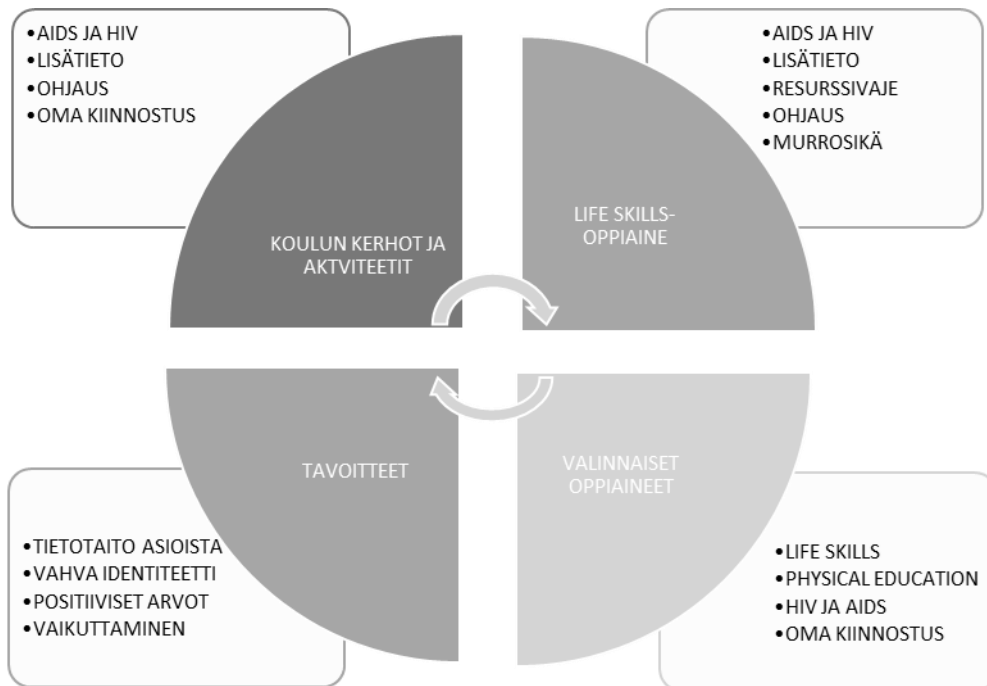 •AIDS JA HIV
•LISÄTIETO
•OHJAUS
•OMA KIINNOSTUS
•AIDS JA HIV
•LISÄTIETO
•RESURSSIVAJE
•OHJAUS
•MURROSIKÄ
KOULUN KERHOT JA
AKTVITEETIT
LIFE SKILLS-
OPPIAINE
TAVOITTEET
VALINNAISET
OPPIAINEET
•TIETOTAITO ASIOISTA
•VAHVA IDENTITEETTI
•POSITIIVISET ARVOT
•VAIKUTTAMINEN
•LIFE SKILLS
•PHYSICAL EDUCATION
•HIV JA AIDS
•OMA KIINNOSTUS